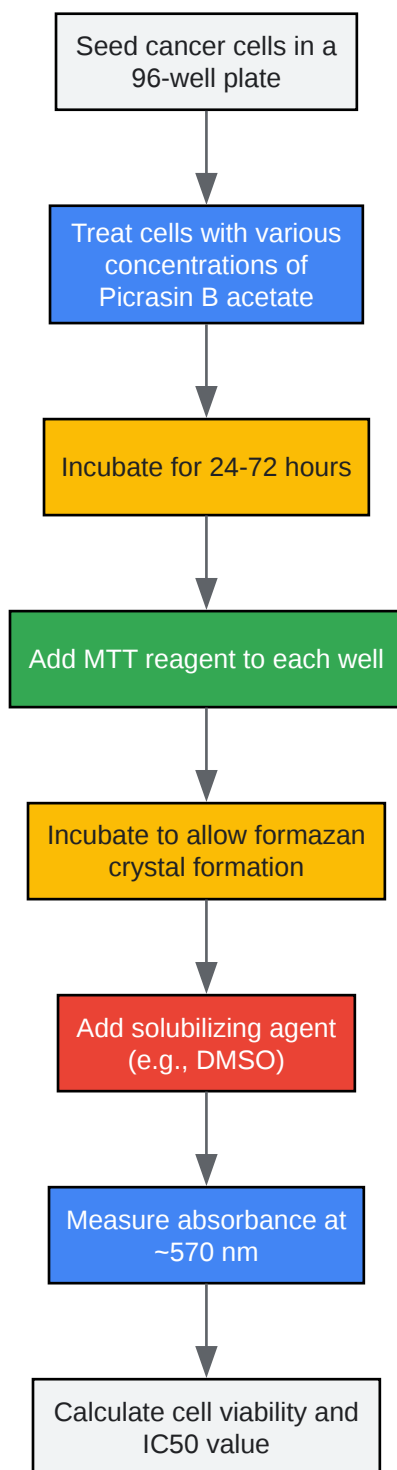 Seed cancer cells in a
96-well plate
Treat cells with various
concentrations of
Picrasin B acetate
Incubate for 24-72 hours
Add MTT reagent to each well
Incubate to allow formazan
crystal formation
Add solubilizing agent
(e.g., DMSO)
Measure absorbance at
~570 nm
Calculate cell viability and
IC50 value